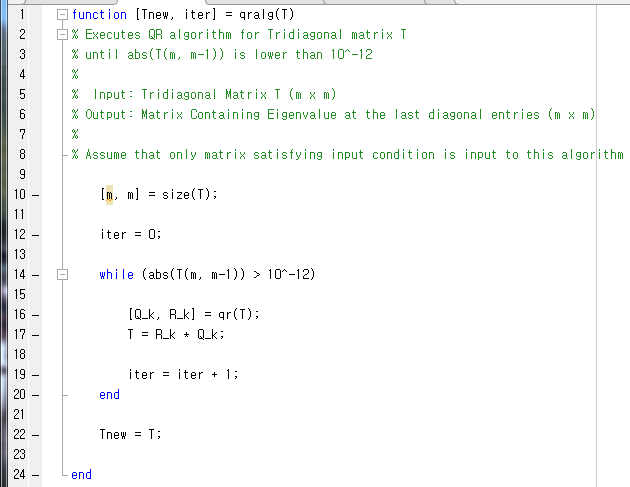 1 function [Tnew, iter] = qralg(T)
2 % Executes QR algorithm for Tridiagonal matrix T
3 % until abs(T(m, m-1)) is lower than 10^-12
4 %
5 %  Input: Tridiagonal Matrix T (m x m)
6 % Output: Matrix Containing Eigenvalue at the last diagonal entries (m x m)
7 %
8 % Assume that only matrix satisfying input condition is input to this algorithm
9
10 – [m, m] = size(T);
11
12 – iter = 0;
13
14 – while (abs(T(m, m-1)) > 10^-12)
15
16 – [Q_k, R_k] = qr(T);
17 – T = R_k * Q_k;
18
19 – iter = iter + 1;
20 – end
21
22 – Tnew = T;
23
24 – end